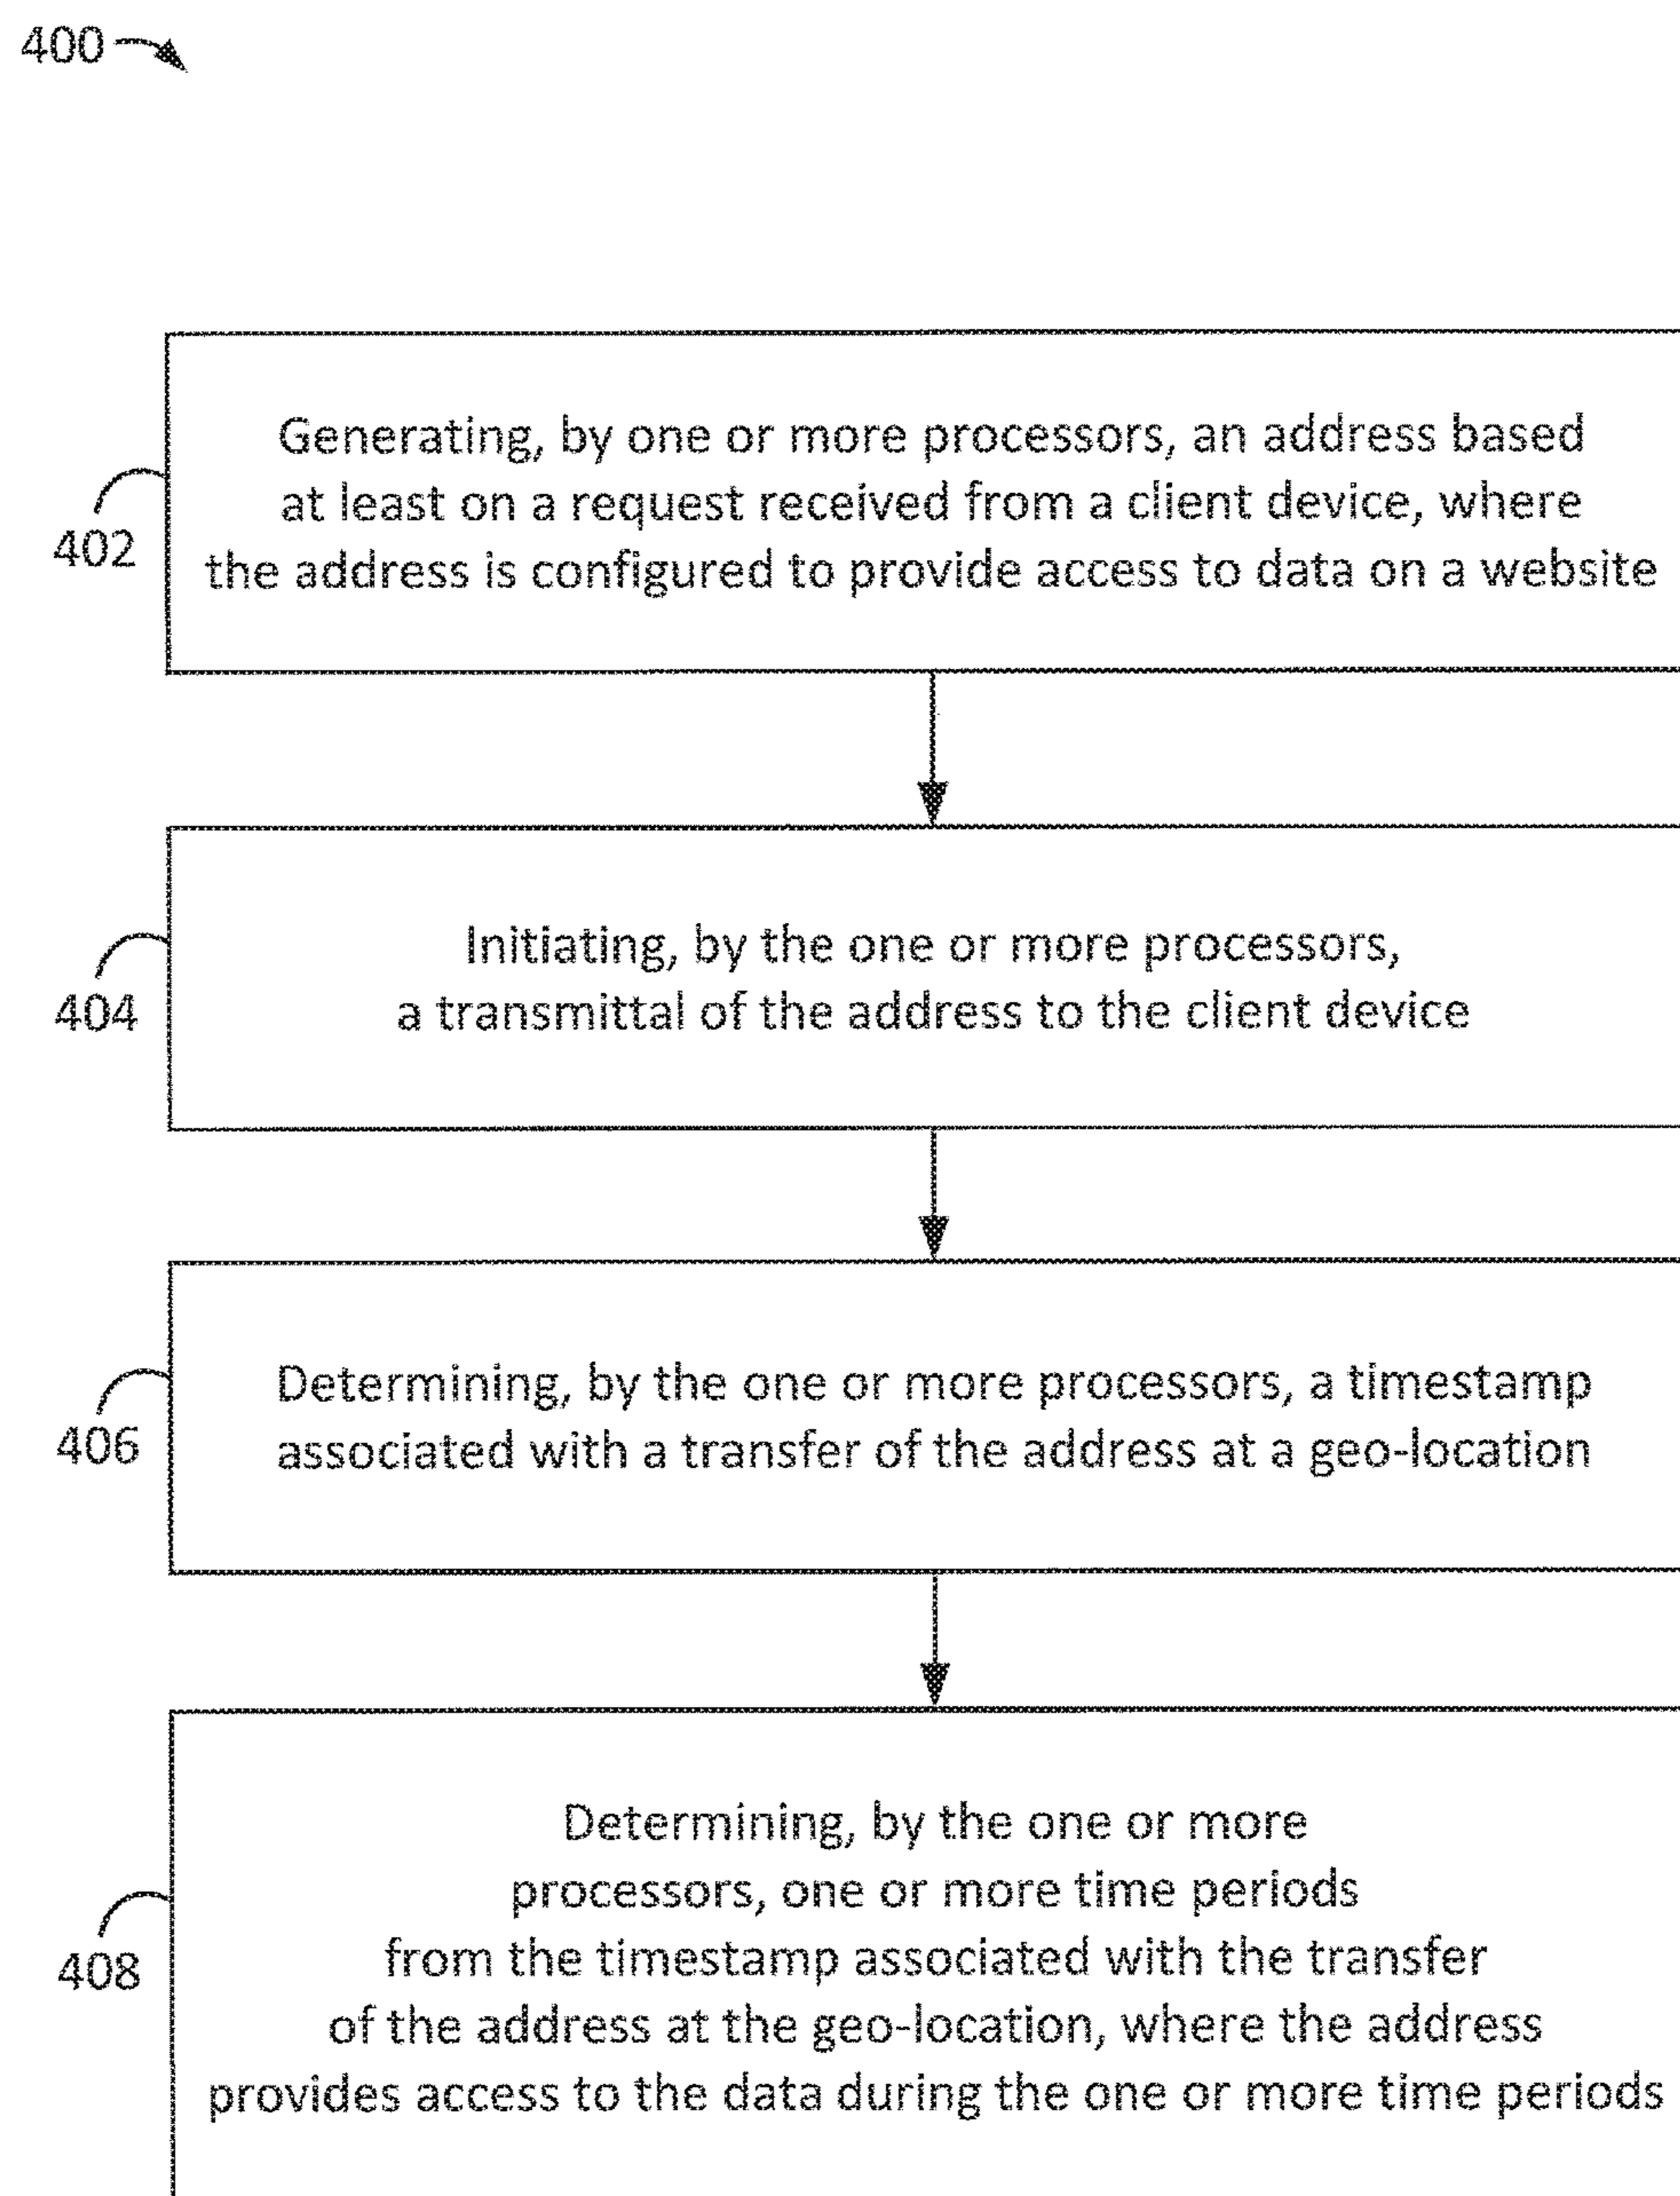 400
Generating, by one or more processors, an address based
at least on a request received from a client device, where
the address is configured to provide access to data on a website
402
Initiating, by the one or more processors,
a transmittal of the address to the client device
404
Determining, by the one or more processors, a timestamp
associated with a transfer of the address at a geo-location
406
Determining, by the one or more
processors, one or more time periods
from the timestamp associated with the transfer
of the address at the geo-location, where the address
provides access to the data during the one or more time periods
408